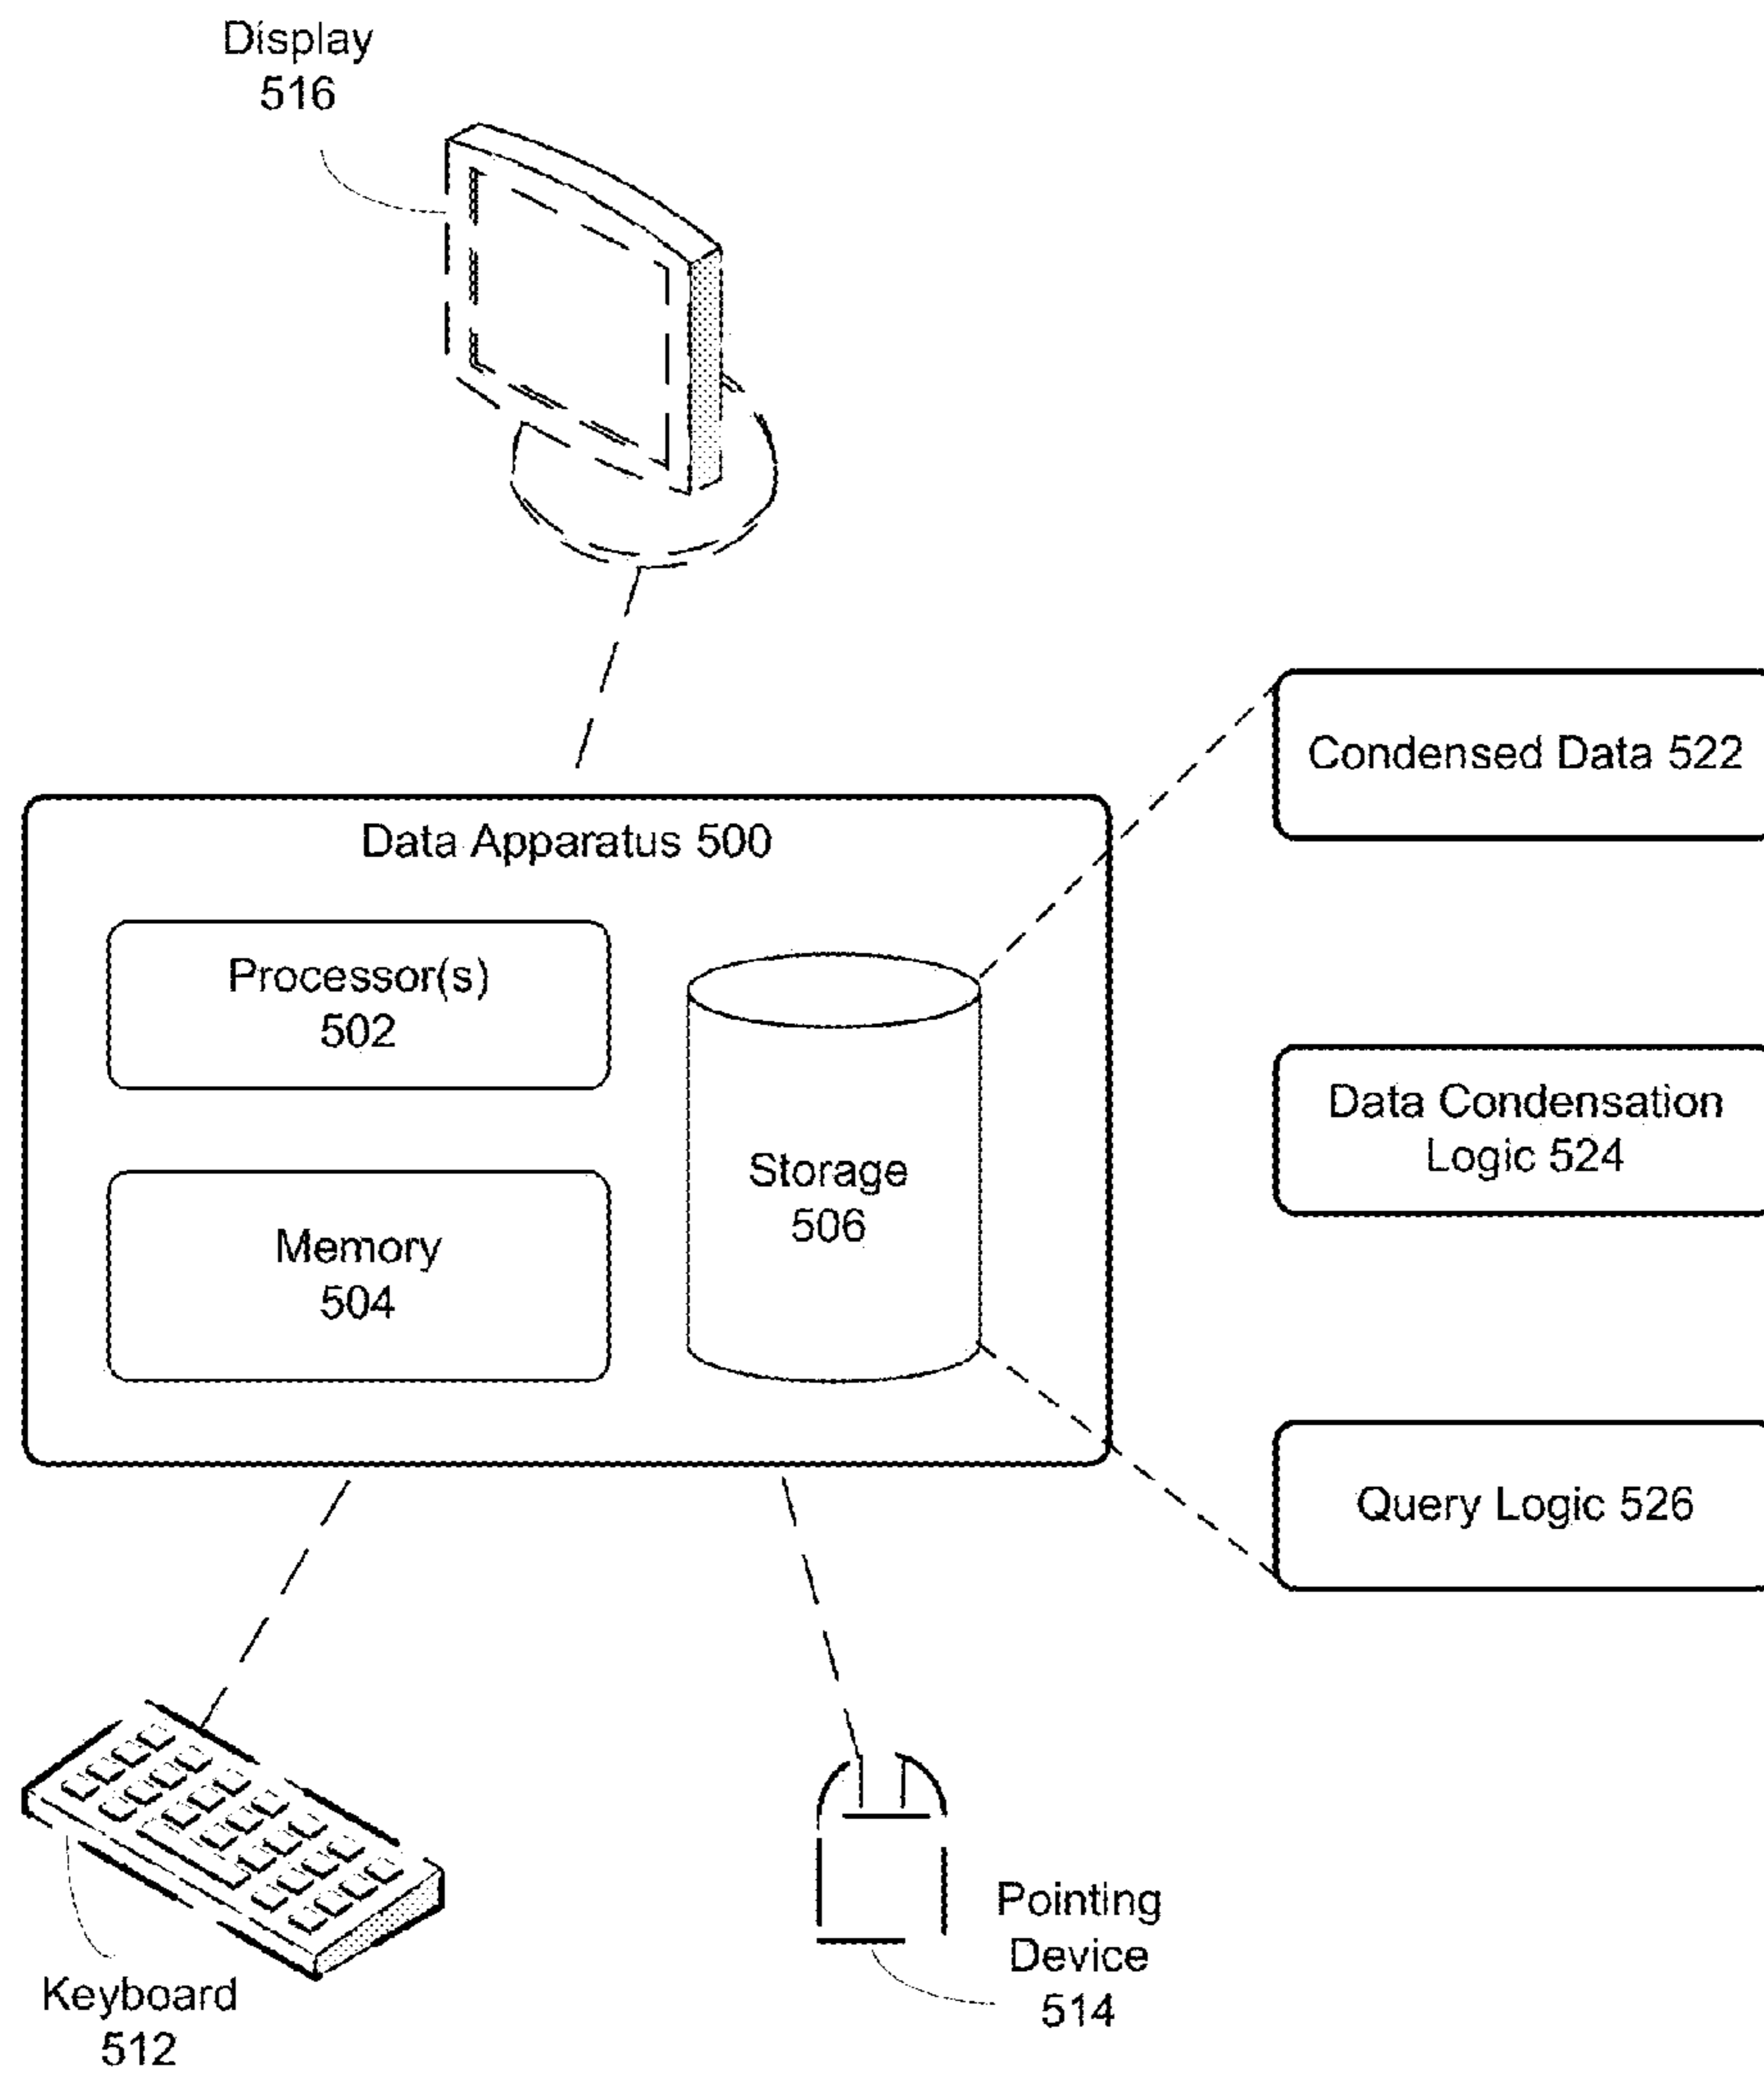 Display
516
Condensed Data 522
Data Apparatus 500
Processor(s)
502
Data Condensation
Logic 524
Storage
506
Memory
504
Query Logic 526
Pointing
Device
514
Keyboard
512